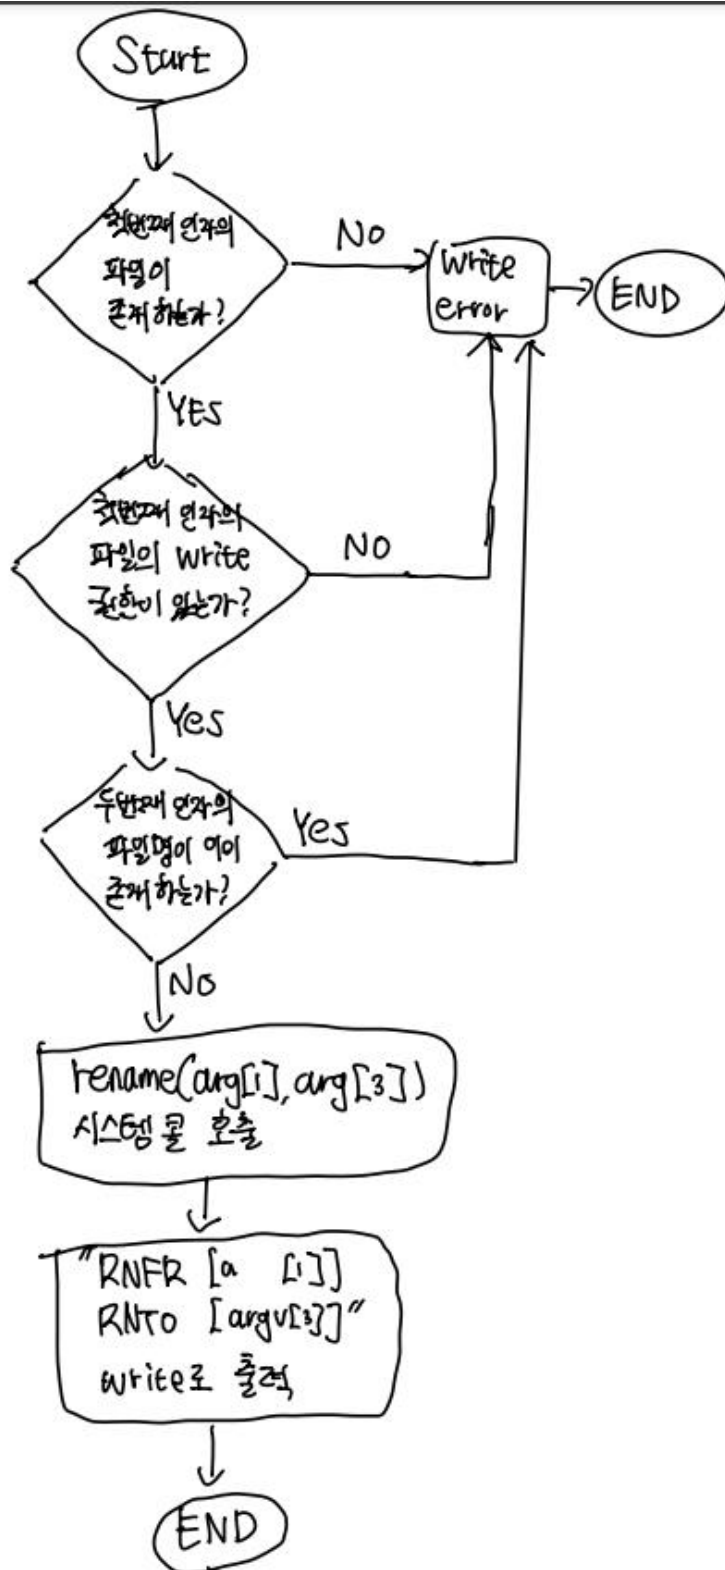 Start
첫번째 인자의
파일이
존재하는가?
NO
Write
error
END
YES
첫번째 인자의
파일의 write
권한이 있는가?
NO
Yes
두번째 인자의
파일명이 이미
존재하는가?
Yes
NO
rename(arg[1], arg[3])
시스템 콜 호출
"RNFR [a [1]]
RNTO [argv[3]]"
write로 출력
END